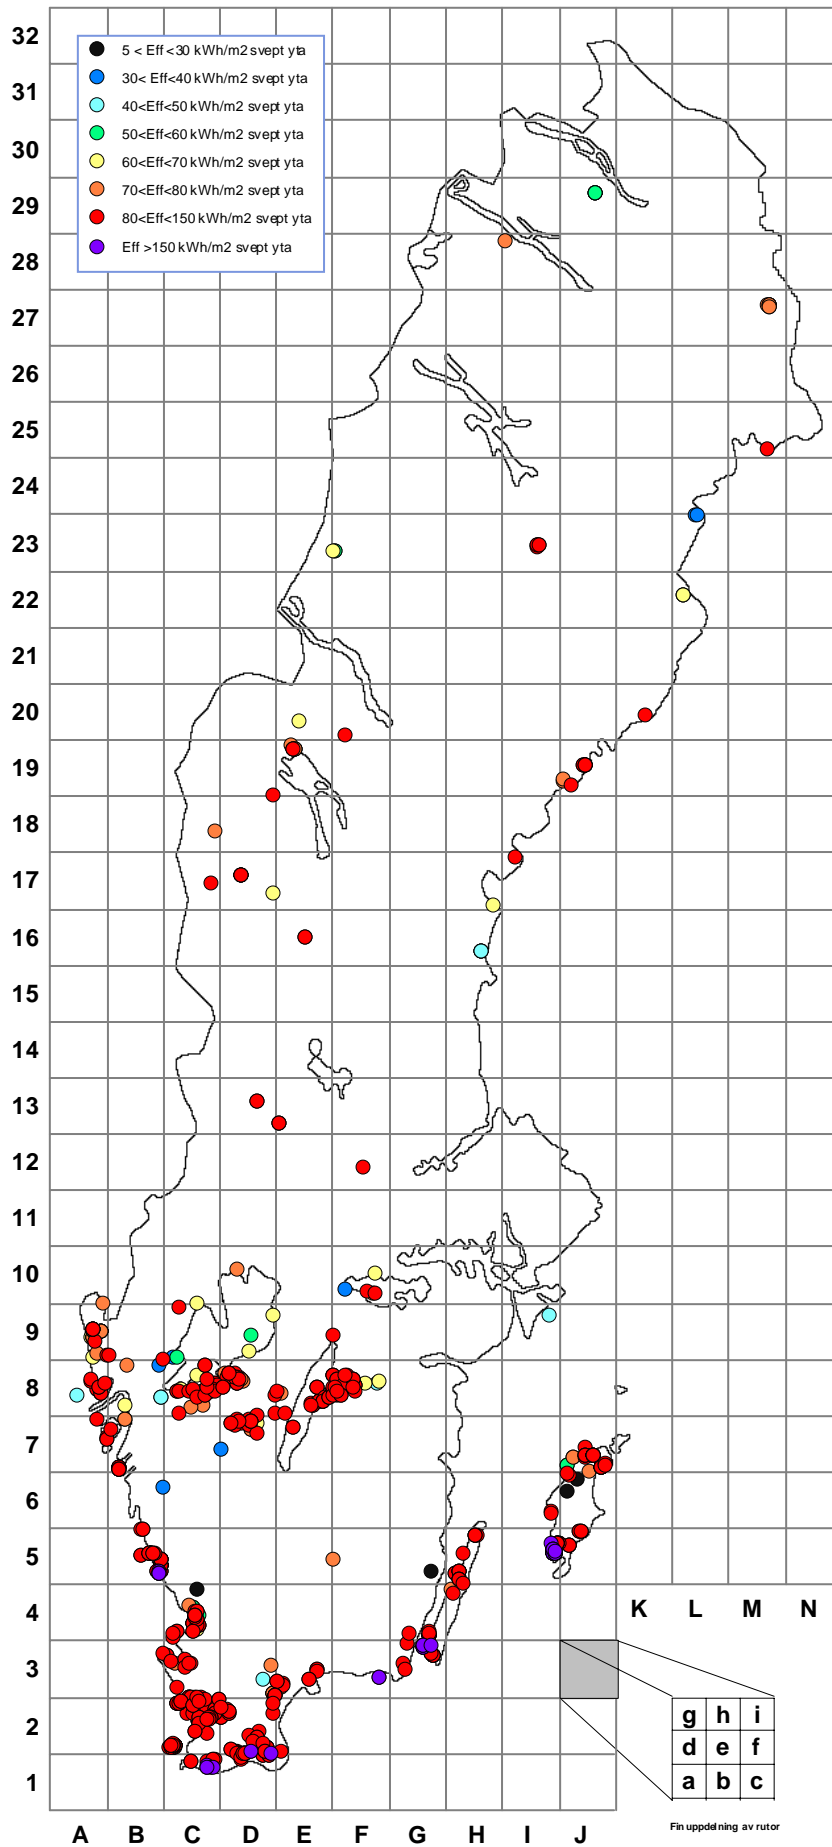 32
5 < Eff<30 kWh/m2 svept yta
30< Eff<40 kWh/m2 svept yta
31
40<Eff<50 kWh/m2 svept yta
50<Eff<60 kWh/m2 svept yta
30
60<Eff<70 kWh/m2 svept yta
70<Eff<80 kWh/m2 svept yta
29
80<Eff<150 kWh/m2 svept yta
Eff >150 kWh/m2 svept yta
28
27
26
25
24
23
22
21
20
19
18
17
16
15
14
13
12
11
10
9
8
7
6
5
4
K L M N
3
g h i
2
d e f
a b c
1
Fin uppdelning av rutor
A B C D E F G H I J